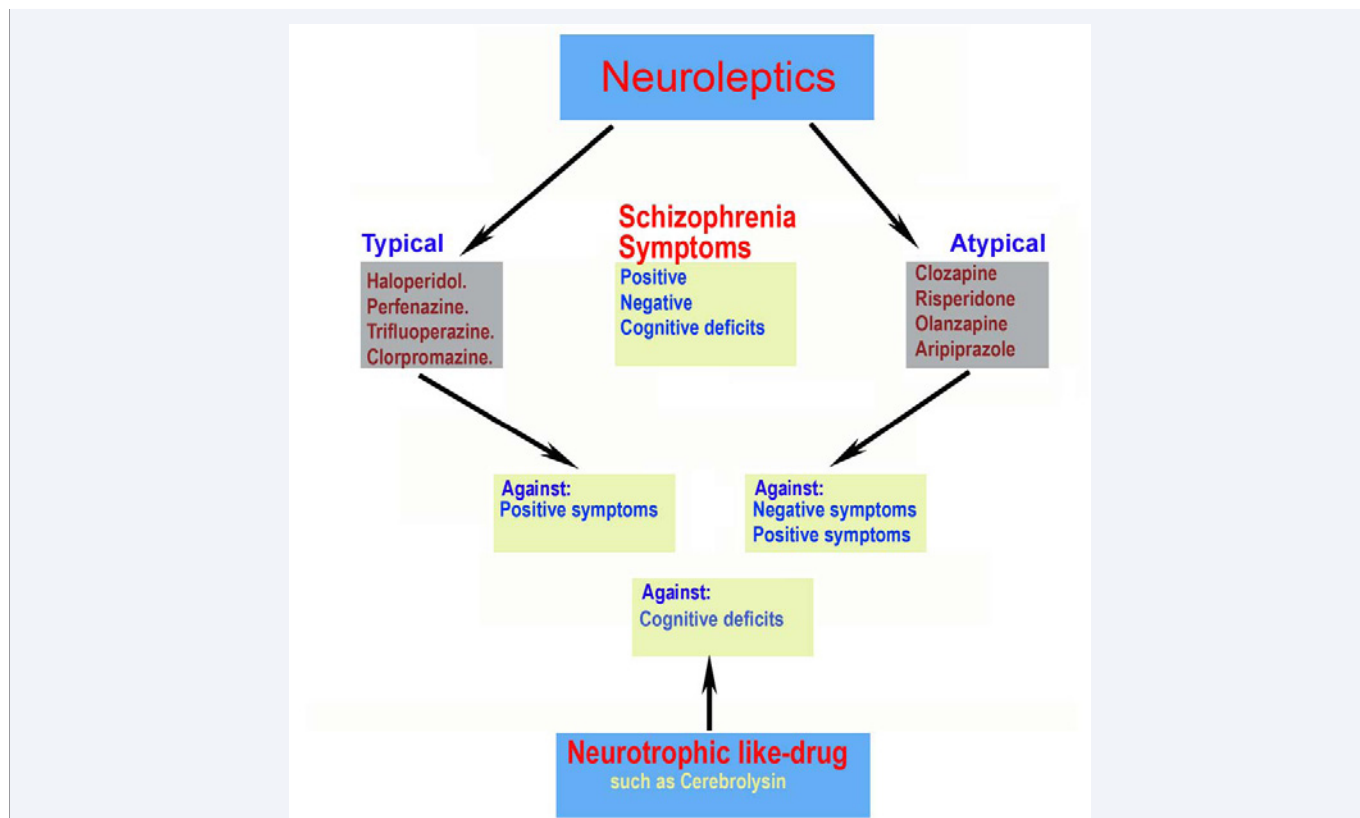 Neuroleptics
Schizophrenia
Symptoms
Positive
Negative
Cognitive deficits
Typical
Haloperidol.
Perfenazine.
Trifluoperazine.
Clorpromazine.
Atypical
Clozapine
Risperidone
Olanzapine
Aripiprazole
Against:
Positive symptoms
Against:
Negative symptoms
Positive symptoms
Against:
Cognitive deficits
Neurotrophic like-drug
such as Cerebrolysin